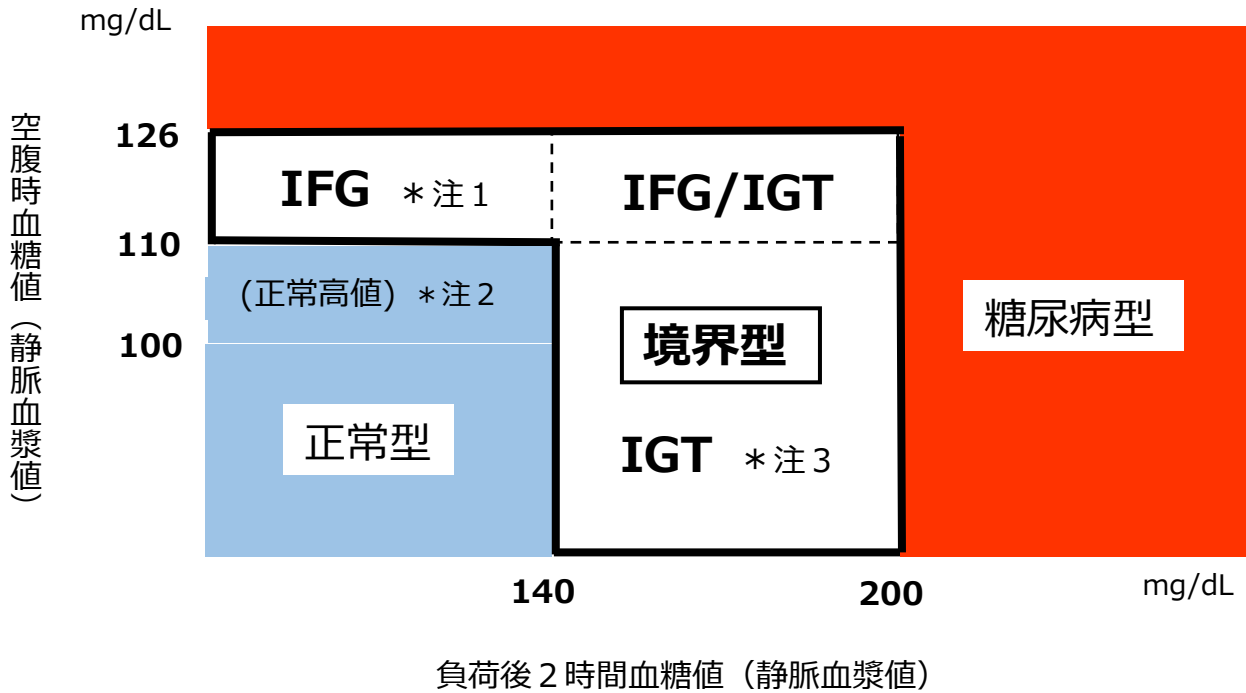 mg/dL
空腹時血糖値（静脈血漿値）
126
IFG ＊注１
IFG/IGT
110
(正常高値) ＊注２
100
境界型
糖尿病型
正常型
IGT ＊注３
140
200
mg/dL
負荷後２時間血糖値（静脈血漿値）